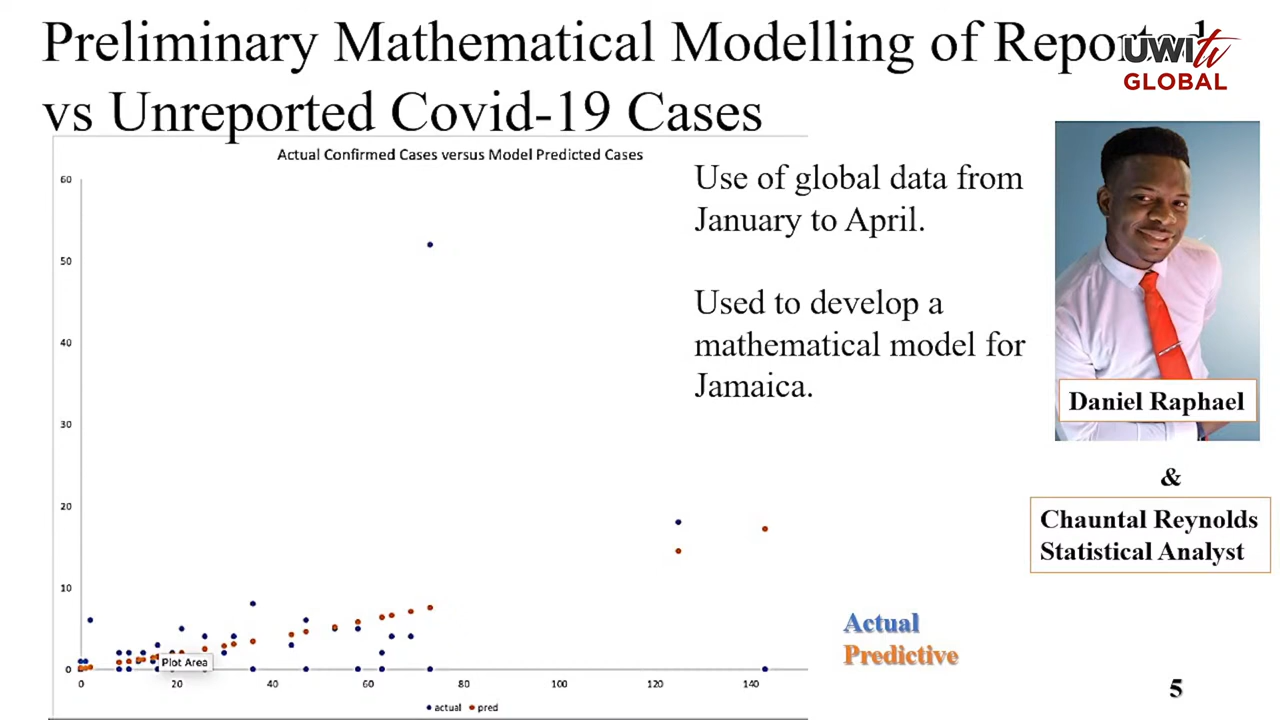 Preliminary Mathematical Modelling of Reported
vs Unreported Covid-19 Cases
UWItv
GLOBAL
Actual Confirmed Cases versus Model Predicted Cases
60
50
40
30
20
10
0
0 20 40 60 80 100 120 140
Plot Area
actual pred
Use of global data from
January to April.
Used to develop a
mathematical model for
Jamaica.
Actual
Predictive
Daniel Raphael
&
Chauntal Reynolds
Statistical Analyst
5